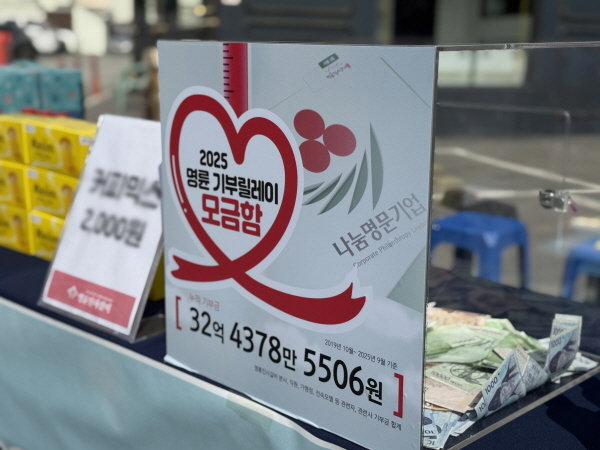 2025
명륜 기부릴레이
모금함
나눔명문기업
Corporate Philanthropy
누적 기부금
2019년 10월~ 2025년 9월 기준
[ 32억 4378만 5506원 ]
커피믹스
2,000원
1000